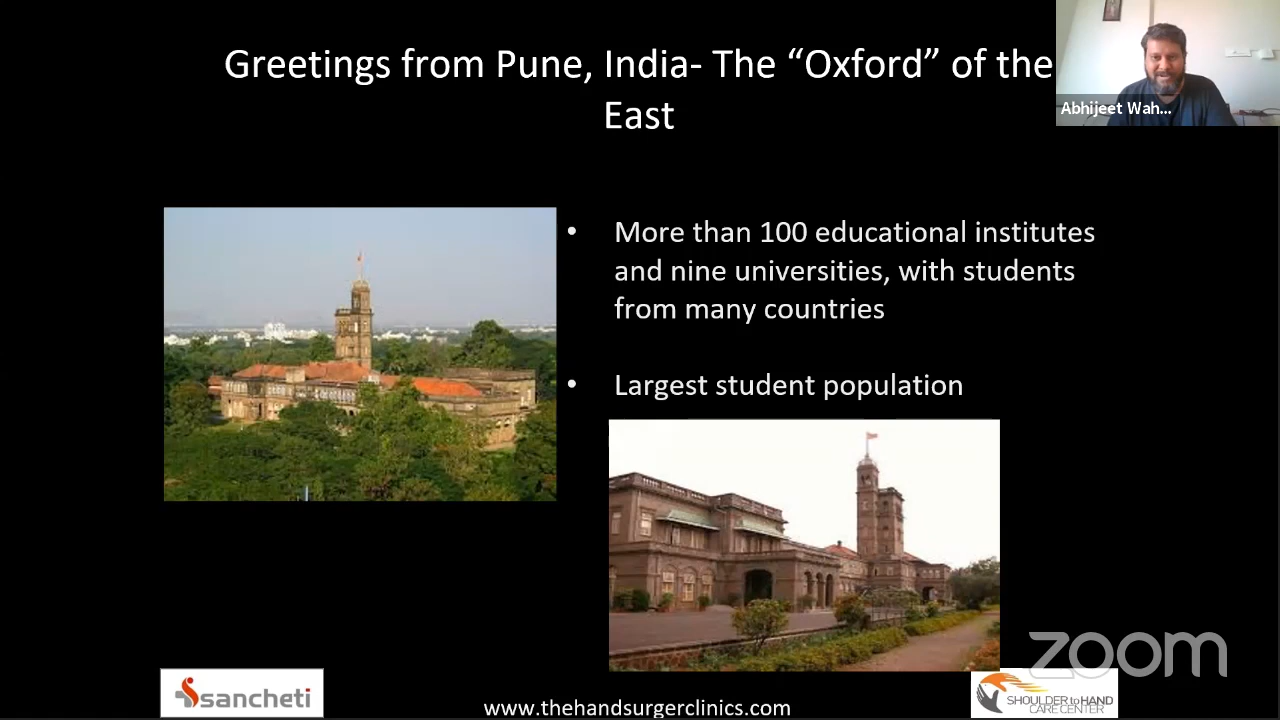 Greetings from Pune, India- The “Oxford” of the
East
Abhijeet Wah...
• More than 100 educational institutes
and nine universities, with students
from many countries
• Largest student population
sancheti
www.thehandsurgerclinics.com
SHOULDER to HAND
CARE CENTER
zoom